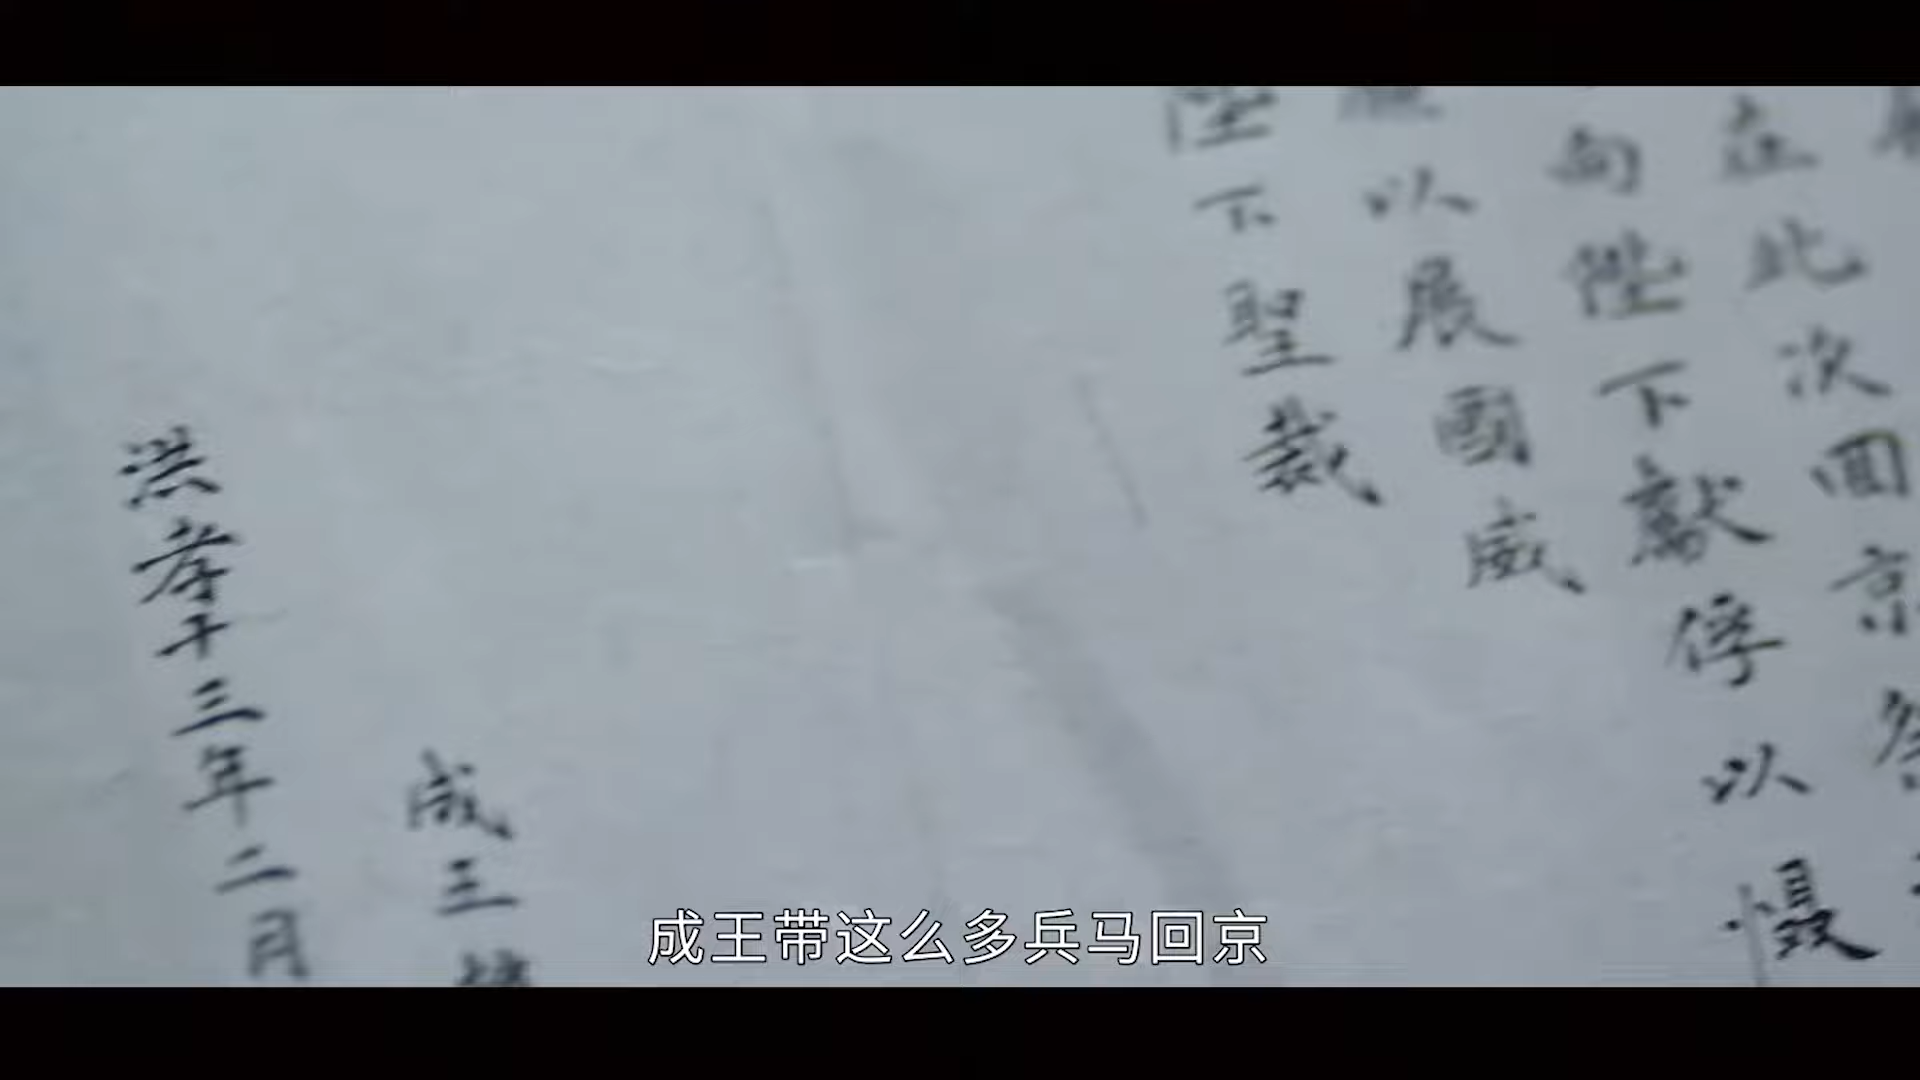 在此次回京
向陛下獻俘以懾
以展國威
陛下聖裁
成王
洪孝十三年二月
成王带这么多兵马回京